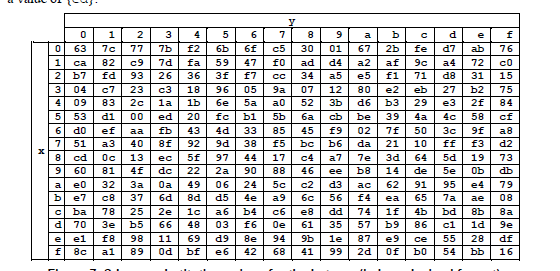 a value of
y
0 1 2 3 4 5 6 7 8 9 a b c d e f
x
0 63 7c 77 7b f2 6b 6f c5 30 01 67 2b fe d7 ab 76
1 ca 82 c9 7d fa 59 47 f0 ad d4 a2 af 9c a4 72 c0
2 b7 fd 93 26 36 3f f7 cc 34 a5 e5 f1 71 d8 31 15
3 04 c7 23 c3 18 96 05 9a 07 12 80 e2 eb 27 b2 75
4 09 83 2c 1a 1b 6e 5a a0 52 3b d6 b3 29 e3 2f 84
5 53 d1 00 ed 20 fc b1 5b 6a cb be 39 4a 4c 58 cf
6 d0 ef aa fb 43 4d 33 85 45 f9 02 7f 50 3c 9f a8
7 51 a3 40 8f 92 9d 38 f5 bc b6 da 21 10 ff f3 d2
8 cd 0c 13 ec 5f 97 44 17 c4 a7 7e 3d 64 5d 19 73
9 60 81 4f dc 22 2a 90 88 46 ee b8 14 de 5e 0b db
a e0 32 3a 0a 49 06 24 5c c2 d3 ac 62 91 95 e4 79
b e7 c8 37 6d 8d d5 4e a9 6c 56 f4 ea 65 7a ae 08
c ba 78 25 2e 1c a6 b4 c6 e8 dd 74 1f 4b bd 8b 8a
d 70 3e b5 66 48 03 f6 0e 61 35 57 b9 86 c1 1d 9e
e e1 f8 98 11 69 d9 8e 94 9b 1e 87 e9 ce 55 28 df
f 8c a1 89 0d bf e6 42 68 41 99 2d 0f b0 54 bb 16